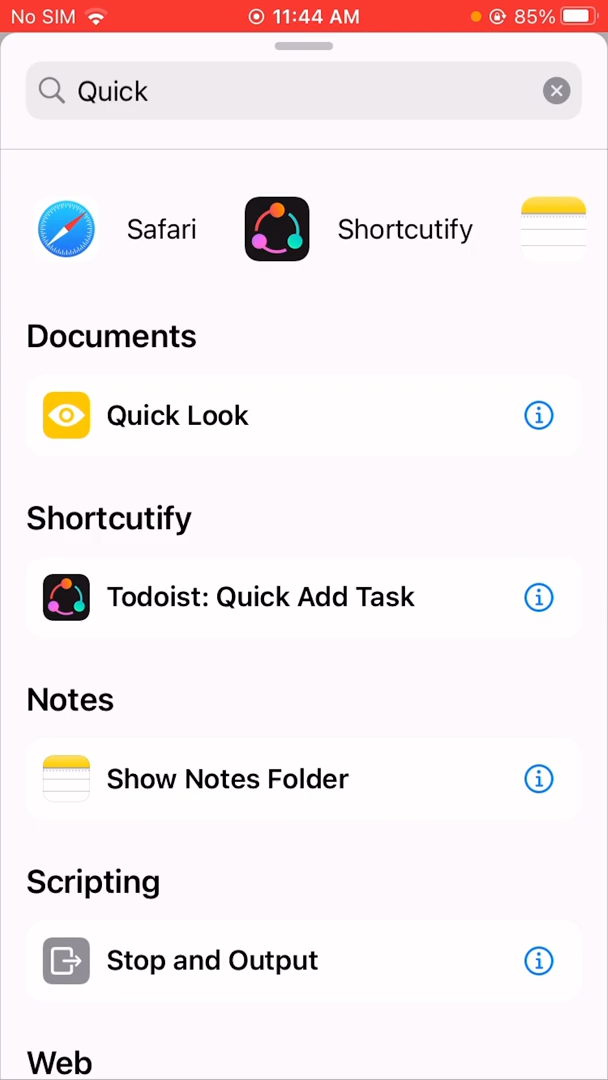 No SIM 11:44 AM 85%
Quick
Safari Shortcutify
Documents
Quick Look
Shortcutify
Todoist: Quick Add Task
Notes
Show Notes Folder
Scripting
Stop and Output
Web